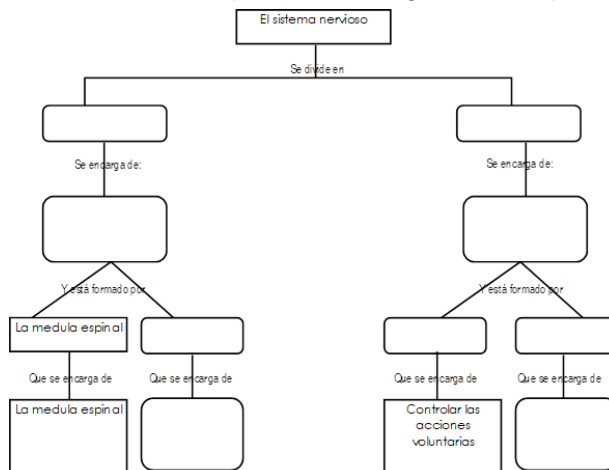 El sistema nervioso
Se divide en
Se encarga de:
Se encarga de:
Y está formado por
Y está formado por
La medula espinal
Que se encarga de
Que se encarga de
Que se encarga de
Que se encarga de
La medula espinal
Controlar las
acciones
voluntarias